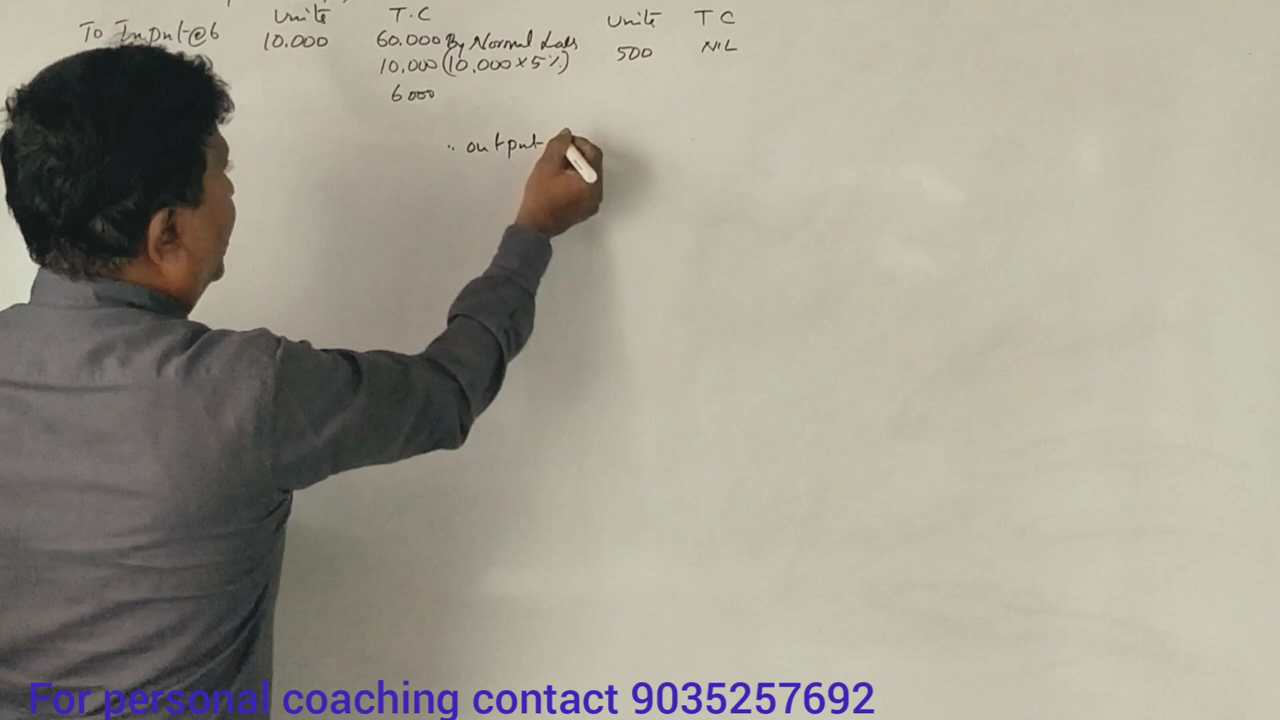 Units T.C Units T C
To Input @6 10.000 60.000 By Normal Loss 500 NIL
10,000 (10,000 x 5%)
6000
.. output
For personal coaching contact 9035257692